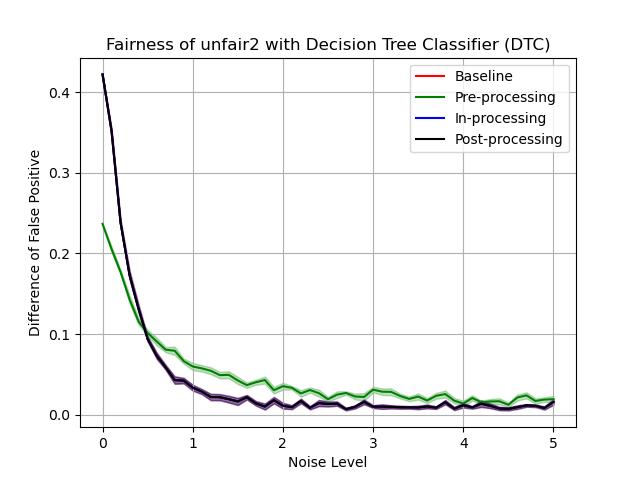 Fairness of unfair2 with Decision Tree Classifier (DTC)
Baseline
Pre-processing
In-processing
Post-processing
Difference of False Positive
0.4
0.3
0.2
0.1
0.0
0 1 2 3 4 5
Noise Level